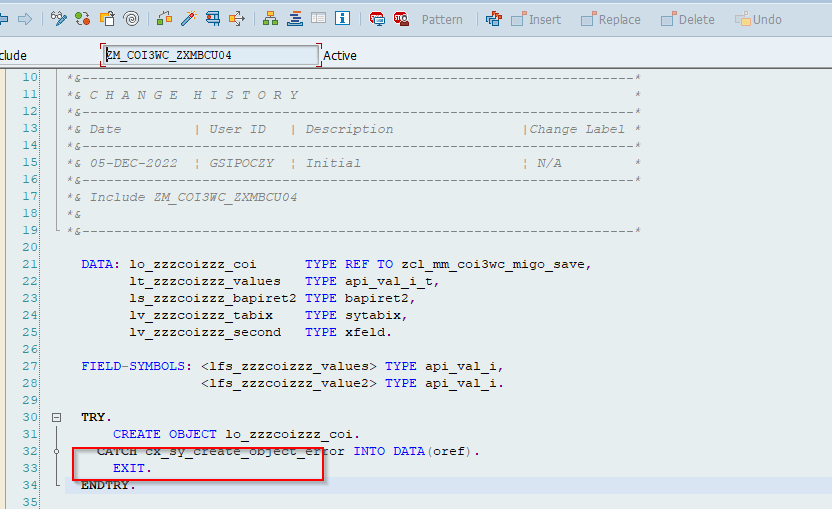 Pattern Insert Replace Delete Undo
clude ZM_COI3WC_ZXMBCU04 Active
10 *&---------------------------------------------------------------------*
11 *& C H A N G E  H I S T O R Y *
12 *&---------------------------------------------------------------------*
13 *& Date | User ID | Description |Change Label *
14 *&---------------------------------------------------------------------*
15 *& 05-DEC-2022 ¦ GSIPOCZY ¦ Initial ¦ N/A *
16 *&---------------------------------------------------------------------*
17 *& Include ZM_COI3WC_ZXMBCU04
18 *&
19 *&---------------------------------------------------------------------*
20
21 DATA: lo_zzzcoizzz_coi TYPE REF TO zcl_mm_coi3wc_migo_save,
22 lt_zzzcoizzz_values TYPE api_val_i_t,
23 ls_zzzcoizzz_bapiret2 TYPE bapiret2,
24 lv_zzzcoizzz_tabix TYPE sytabix,
25 lv_zzzcoizzz_second TYPE xfeld.
26
27 FIELD-SYMBOLS: <lfs_zzzcoizzz_values> TYPE api_val_i,
28 <lfs_zzzcoizzz_value2> TYPE api_val_i.
29
30 TRY.
31 CREATE OBJECT lo_zzzcoizzz_coi.
32 CATCH cx_sy_create_object_error INTO DATA(oref).
33 EXIT.
34 ENDTRY.
35